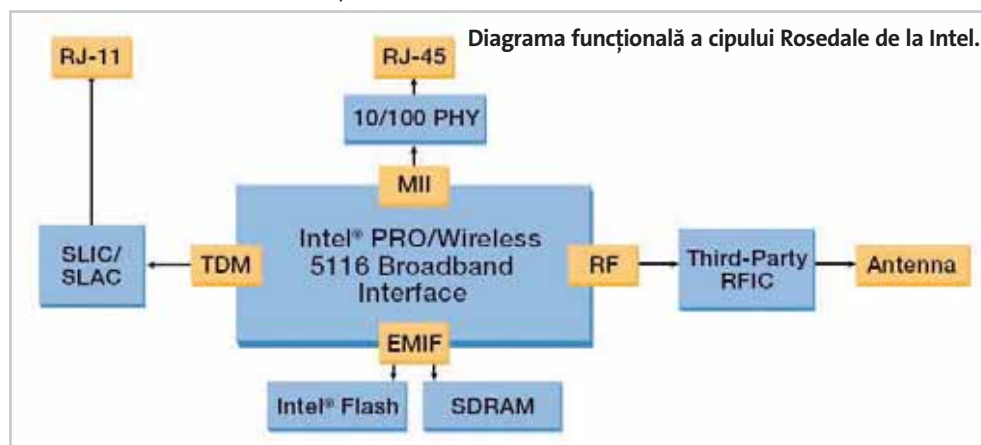 Diagrama funcțională a cipului Rosedale de la Intel.
RJ-11
RJ-45
10/100 PHY
MII
Intel® PRO/Wireless
5116 Broadband
Interface
SLIC/
SLAC
TDM
RF
Third-Party
RFIC
Antenna
EMIF
Intel® Flash
SDRAM